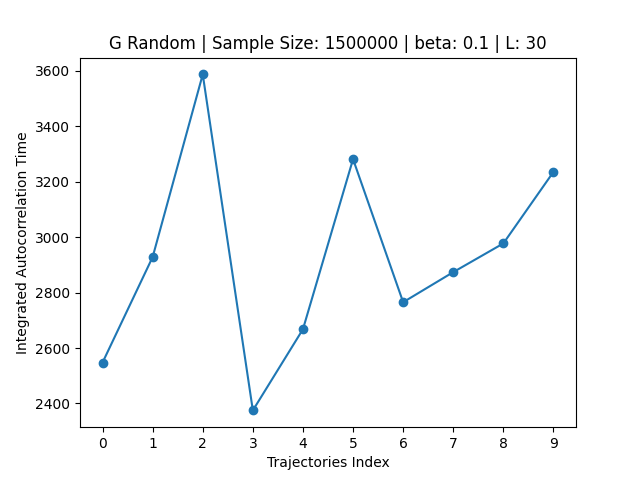 G Random | Sample Size: 1500000 | beta: 0.1 | L: 30
3600
3400
3200
3000
2800
2600
2400
Integrated Autocorrelation Time
0 1 2 3 4 5 6 7 8 9
Trajectories Index